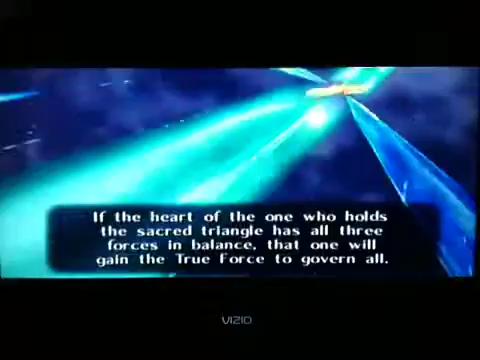 If the heart of the one who holds
the sacred triangle has all three
forces in balance, that one will
gain the True Force to govern all.
VIZIO